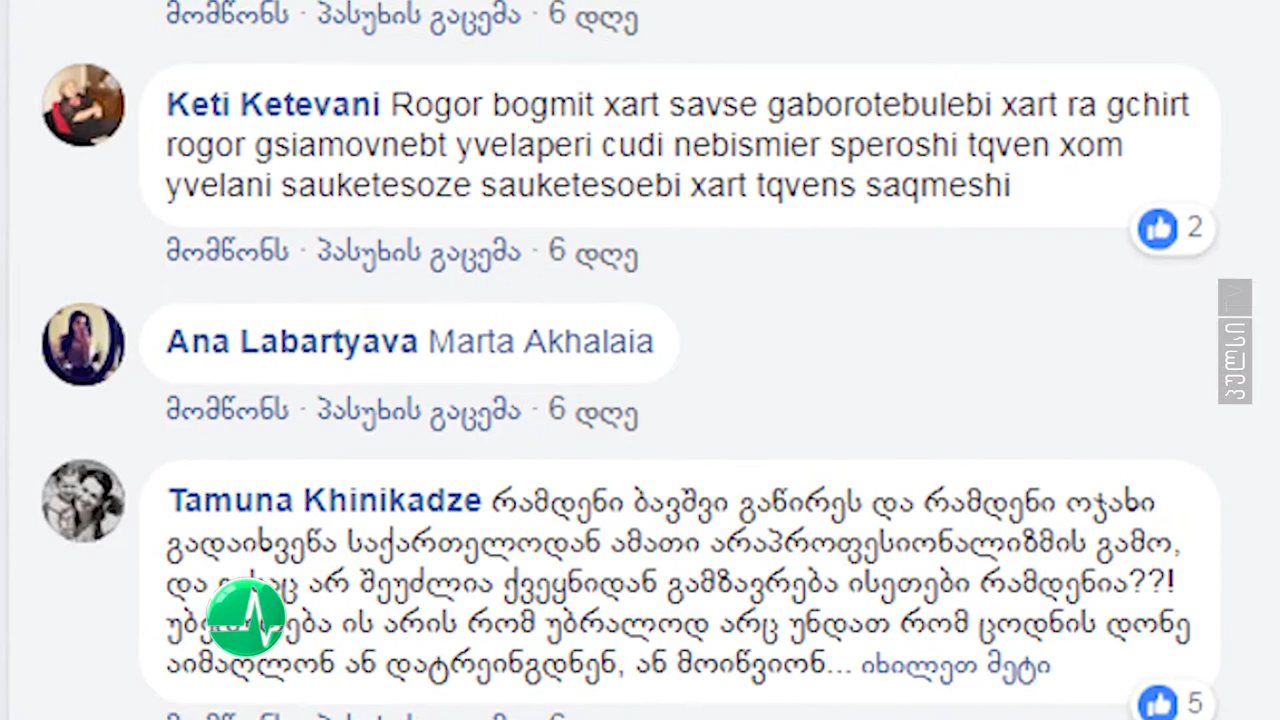 მომწონს · პასუხის გაცემა · 6 დღე
Keti Ketevani Rogor bogmit xart savse gaborotebulebi xart ra gchirt
rogor gsiamovnebt yvelaperi cudi nebismier speroshi tqven xom
yvelani sauketesoze sauketesoebi xart tqvens saqmeshi
2
მომწონს · პასუხის გაცემა · 6 დღე
Ana Labartyava Marta Akhalaia
მომწონს · პასუხის გაცემა · 6 დღე
Tamuna Khinikadze რამდენი ბავშვი გაწირეს და რამდენი ოჯახი
გადაიხვეწა საქართელოდან ამათი არაპროფესიონალიზმის გამო,
და არ შეუძლია ქვეყნიდან გამზავრება ისეთები რამდენია??!
ის არის რომ უბრალოდ არც უნდათ რომ ცოდნის დონე
აიმაღლონ ან დატრეინგდნენ, ან მოიწვიონ... იხილეთ მეტი
5
პულსი